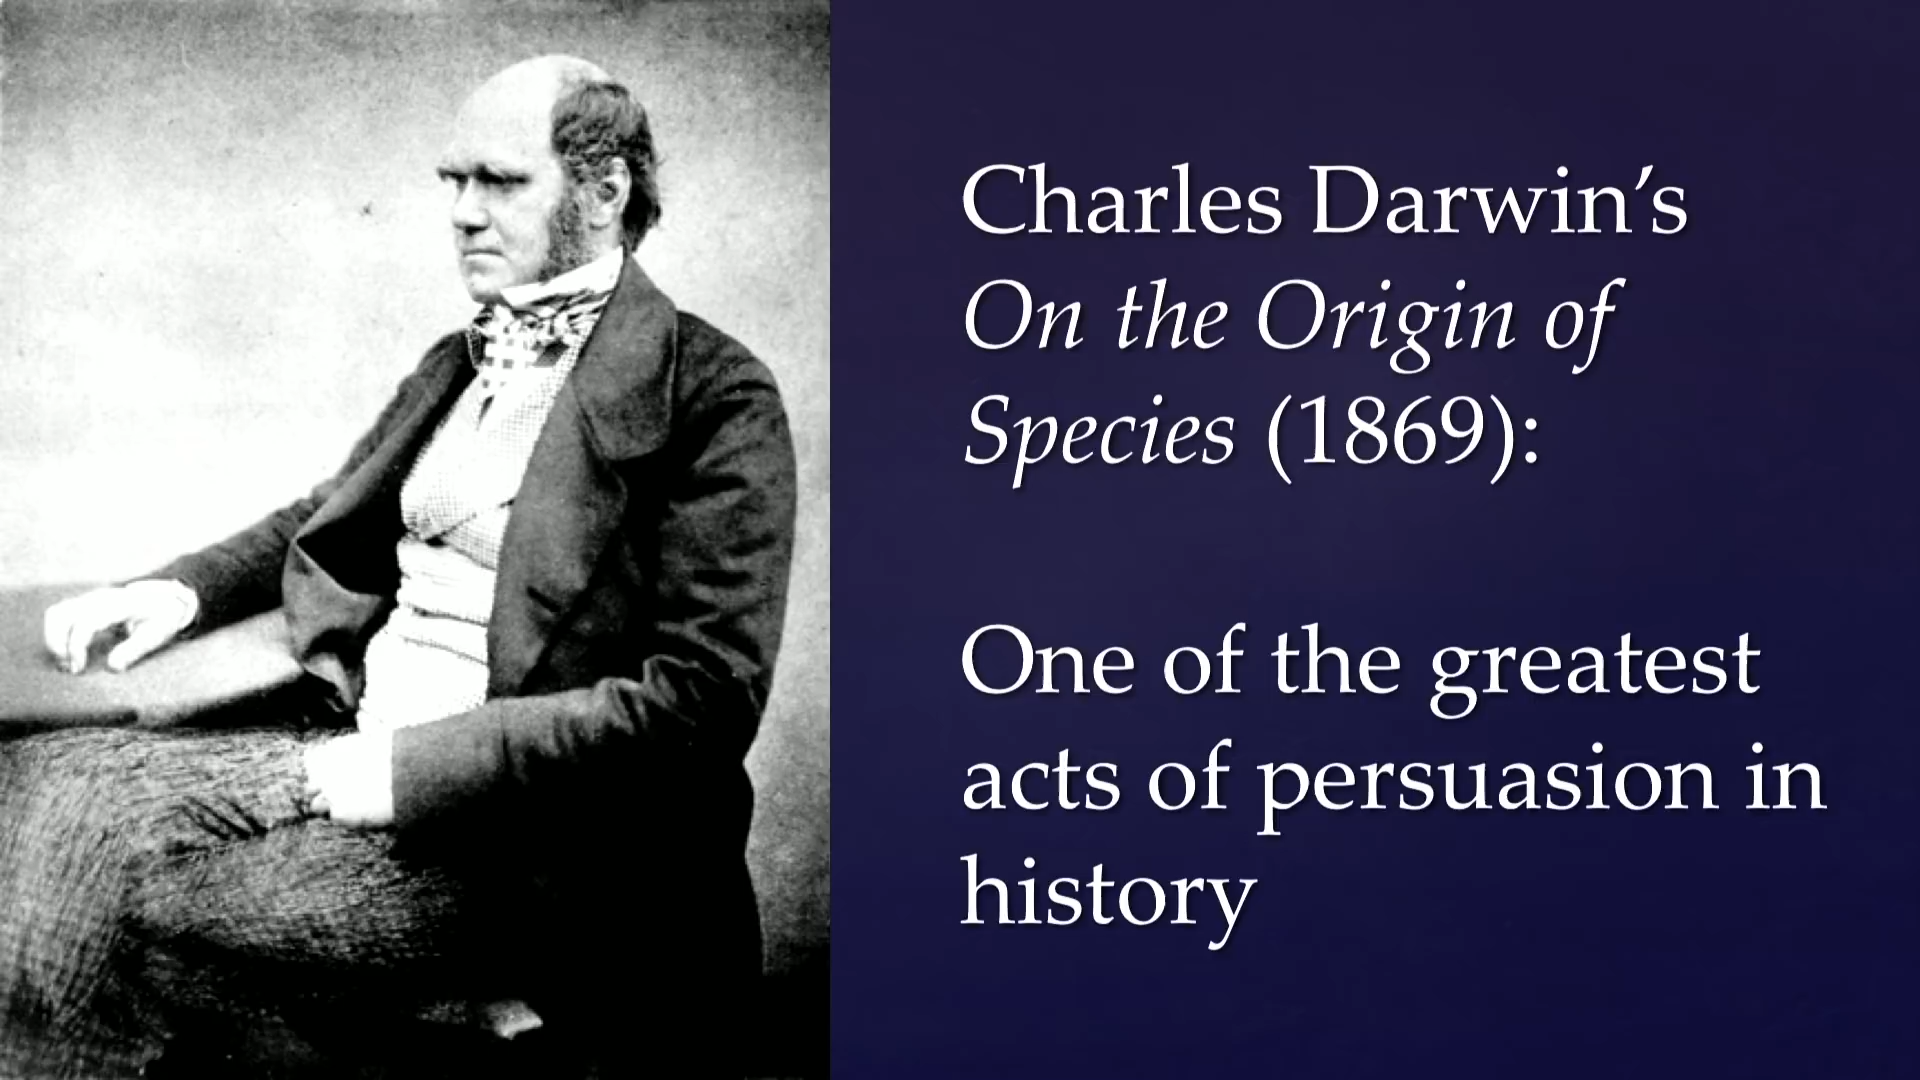 Charles Darwin’s
On the Origin of
Species (1869):
One of the greatest
acts of persuasion in
history